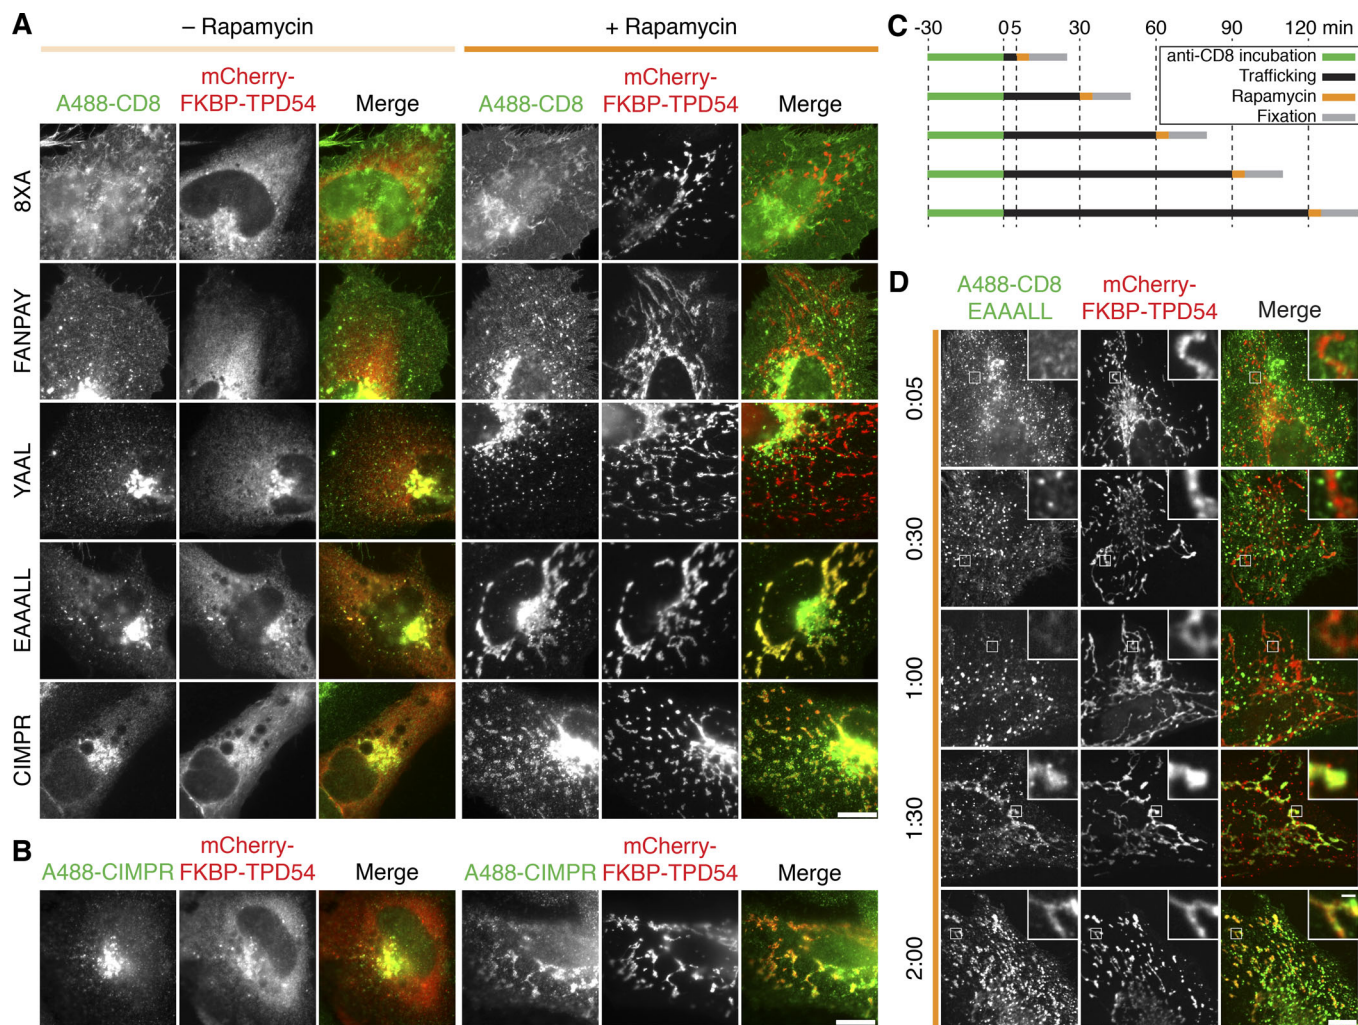 A
– Rapamycin
+ Rapamycin
A488-CD8
mCherry-
FKBP-TPD54
Merge
A488-CD8
mCherry-
FKBP-TPD54
Merge
8XA
FANPAY
YAAL
EAAALL
CIMPR
B
A488-CIMPR
mCherry-
FKBP-TPD54
Merge
A488-CIMPR
mCherry-
FKBP-TPD54
Merge
C
-30 0 5 30 60 90 120 min
anti-CD8 incubation
Trafficking
Rapamycin
Fixation
D
A488-CD8
EAAALL
mCherry-
FKBP-TPD54
Merge
0:05
0:30
1:00
1:30
2:00